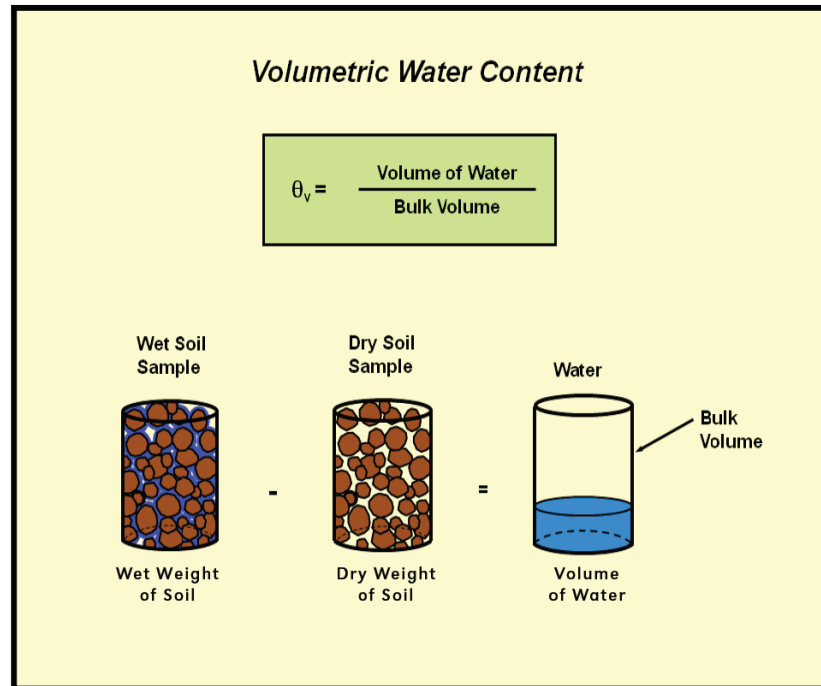 Volumetric Water Content
θv = Volume of Water
Bulk Volume
Wet Soil
Sample
Dry Soil
Sample
Water
Bulk
Volume
-
=
Wet Weight
of Soil
Dry Weight
of Soil
Volume
of Water